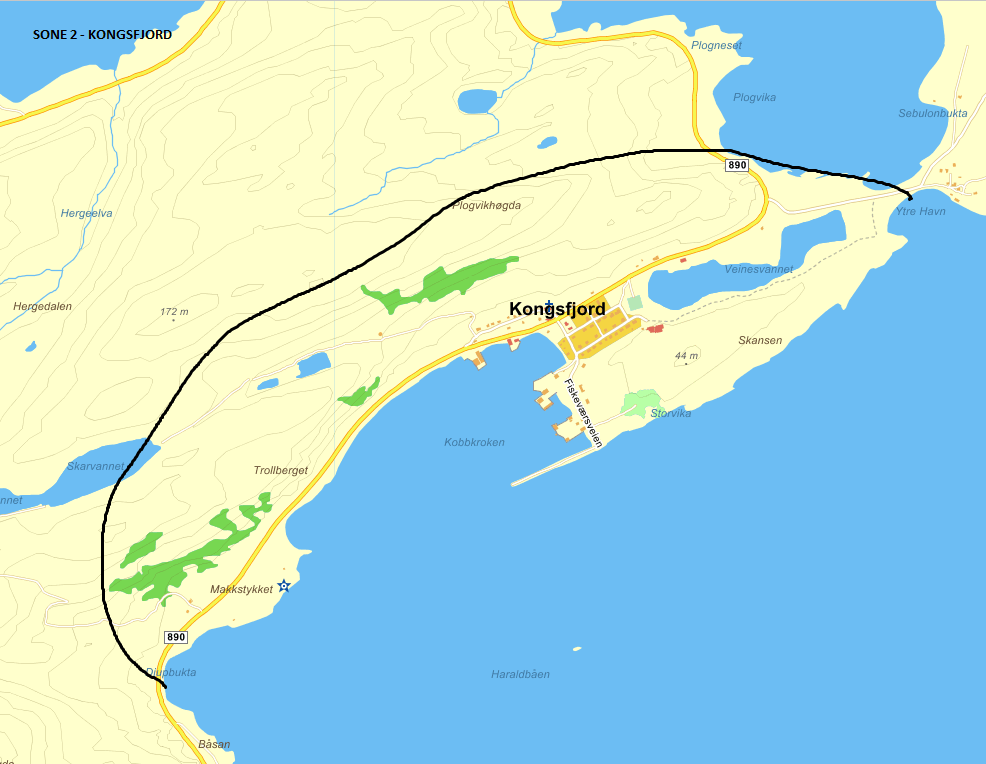 SONE 2 - KONGSFJORD
Plogneset
Plogvika
Sebulonbukta
890
Hergeelva
Plogvikhøgda
Ytre Havn
Veinesvannet
Hergedalen
172 m
Kongsfjord
Skansen
44 m
Fiskeværsveien
Storvika
Kobbkroken
Skarvannet
Trollberget
nnet
Makkstykket
890
Djupbukta
Haraldbåen
Båsan